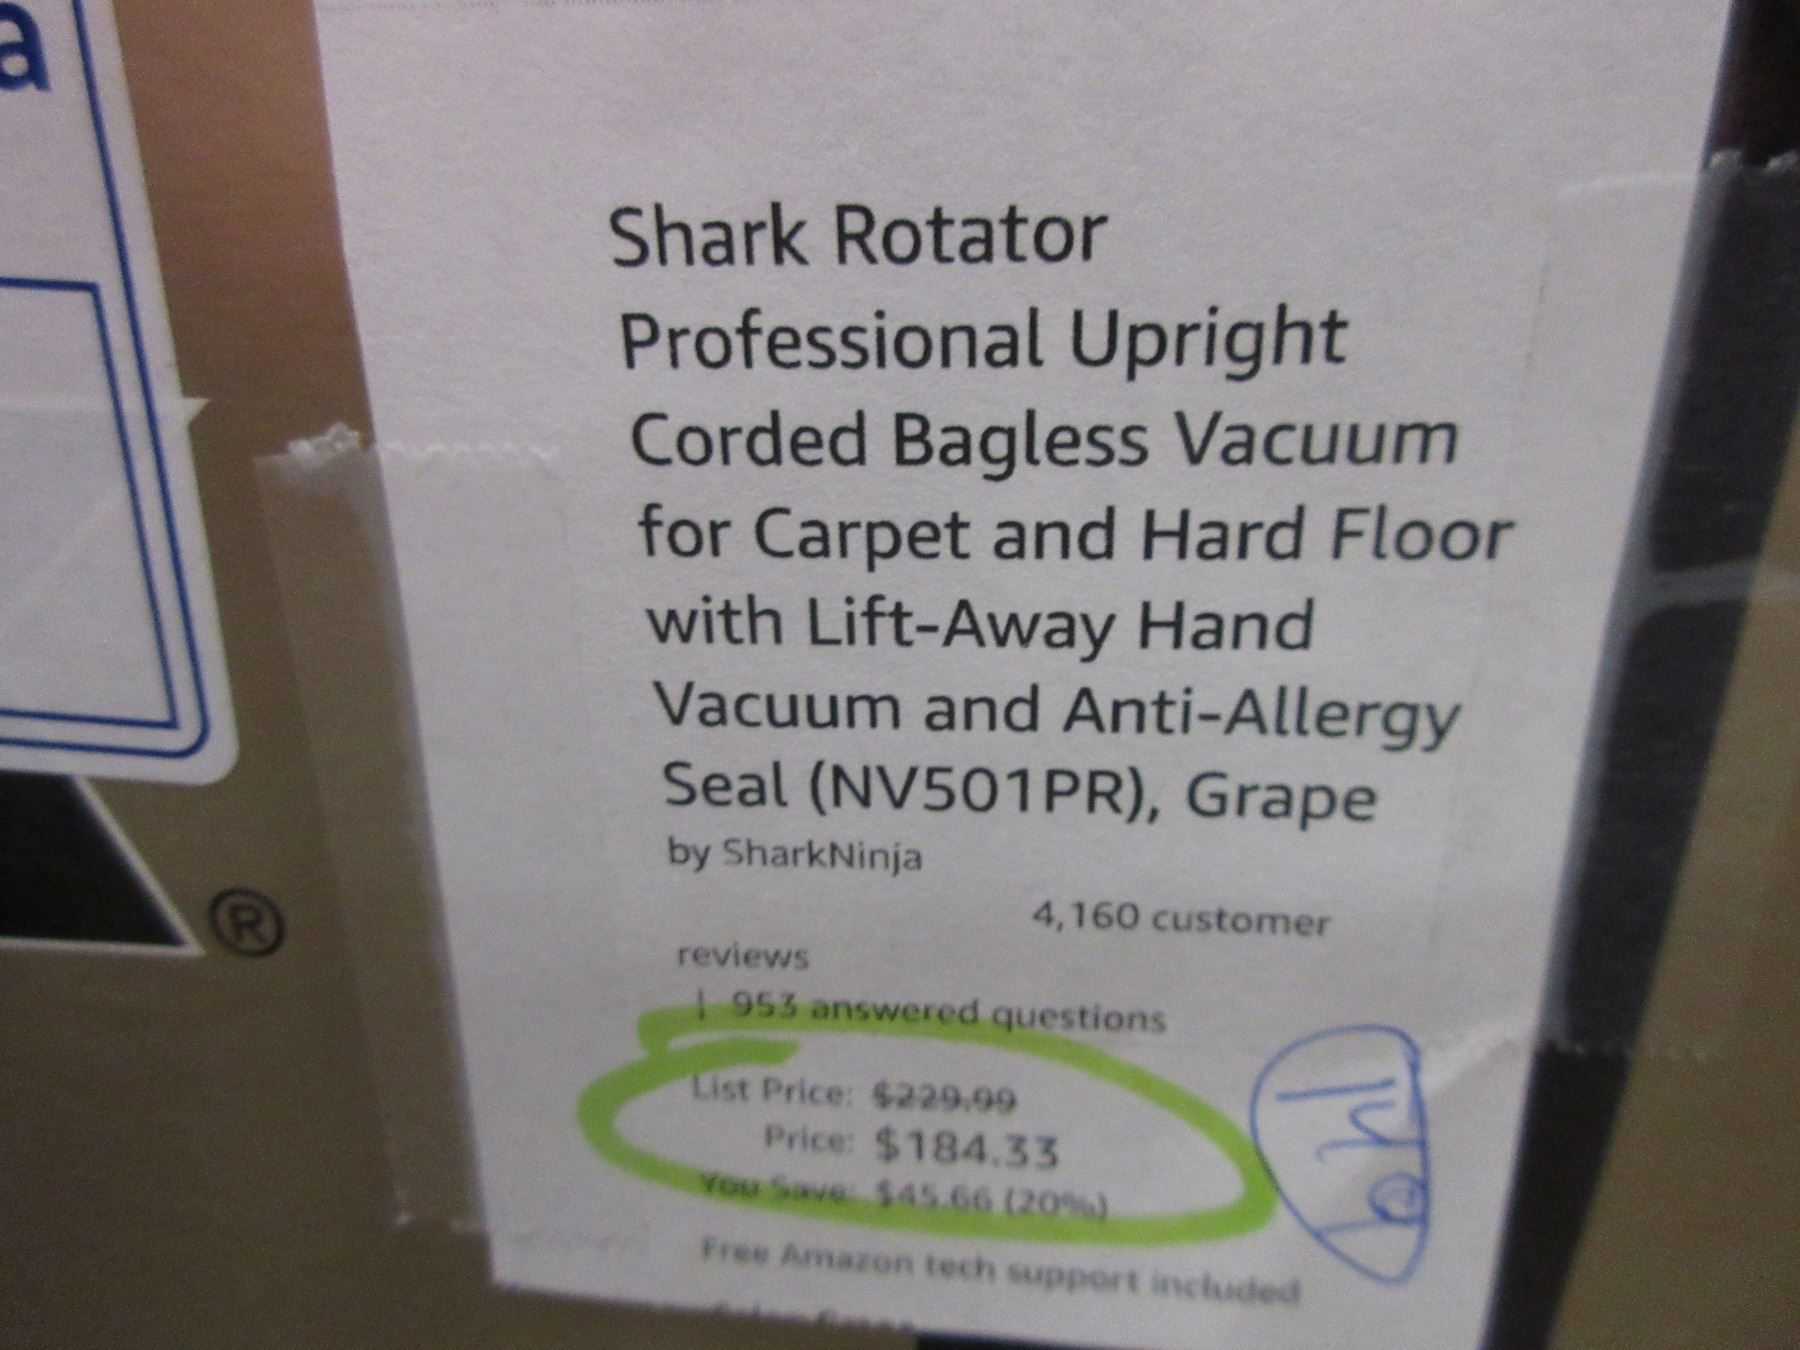 a
Shark Rotator
Professional Upright
Corded Bagless Vacuum
for Carpet and Hard Floor
with Lift-Away Hand
Vacuum and Anti-Allergy
Seal (NV501PR), Grape
by SharkNinja
4,160 customer
reviews
| 953 answered questions
List Price: $229.99
Price: $184.33
You Save: $45.66 (20%)
149
Free Amazon tech support included
®